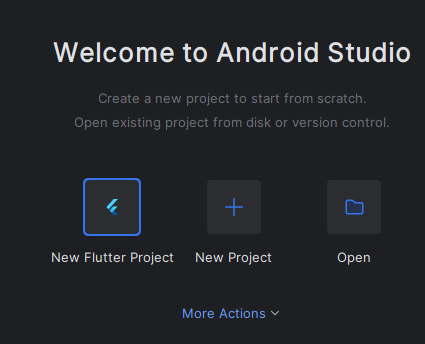 Welcome to Android Studio
Create a new project to start from scratch.
Open existing project from disk or version control.
New Flutter Project
New Project
Open
More Actions